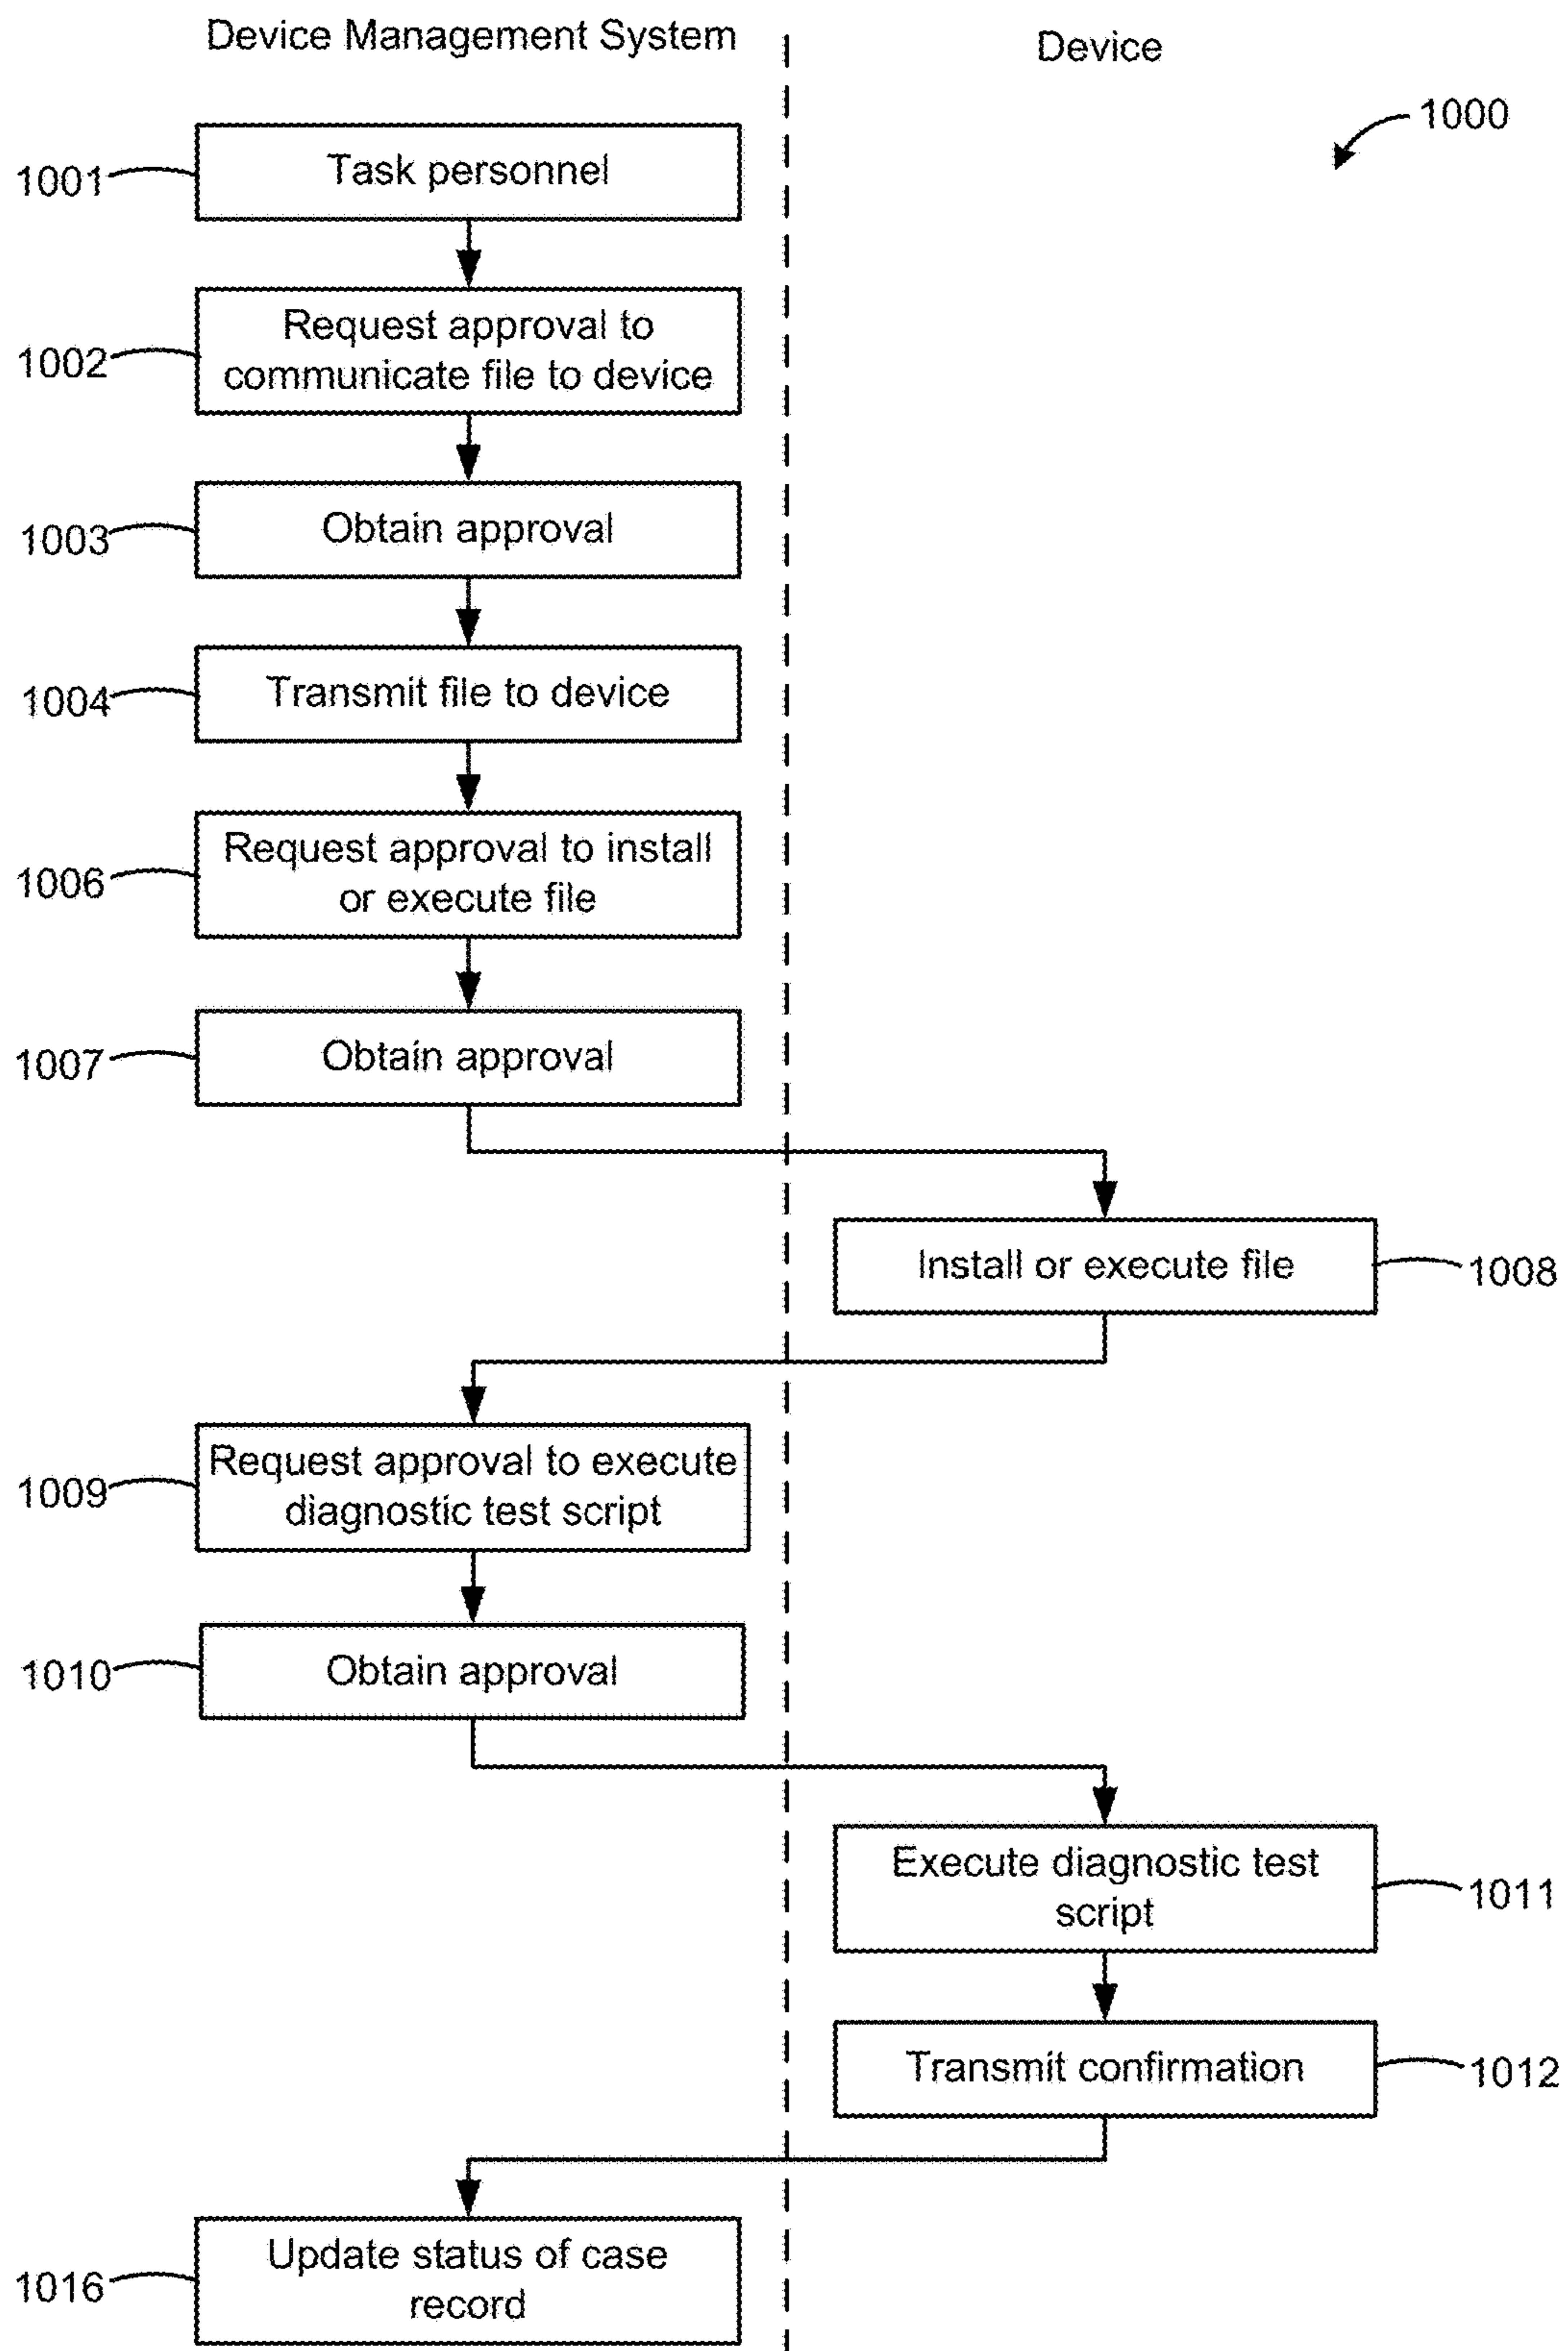 Device Management System
Device
1000
1001
Task personnel
1002
Request approval to
communicate file to device
1003
Obtain approval
1004
Transmit file to device
1006
Request approval to install
or execute file
1007
Obtain approval
Install or execute file
1008
1009
Request approval to execute
diagnostic test script
1010
Obtain approval
Execute diagnostic test
script
1011
Transmit confirmation
1012
1016
Update status of case
record